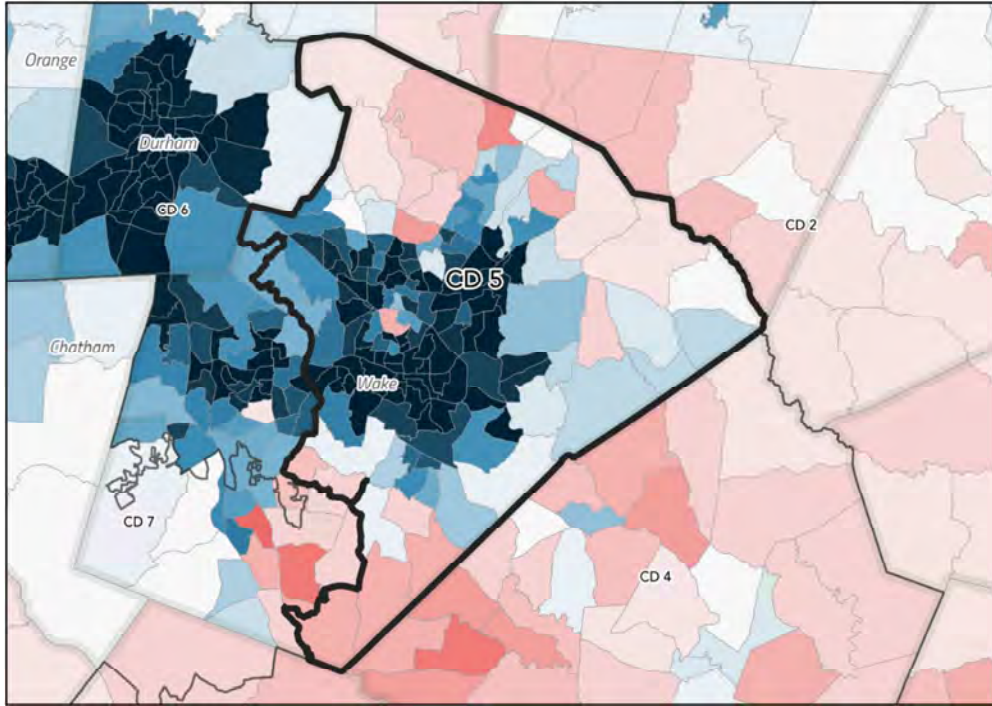 Orange
Durham
CD 6
CD 2
CD 5
Chatham
Wake
CD 7
CD 4